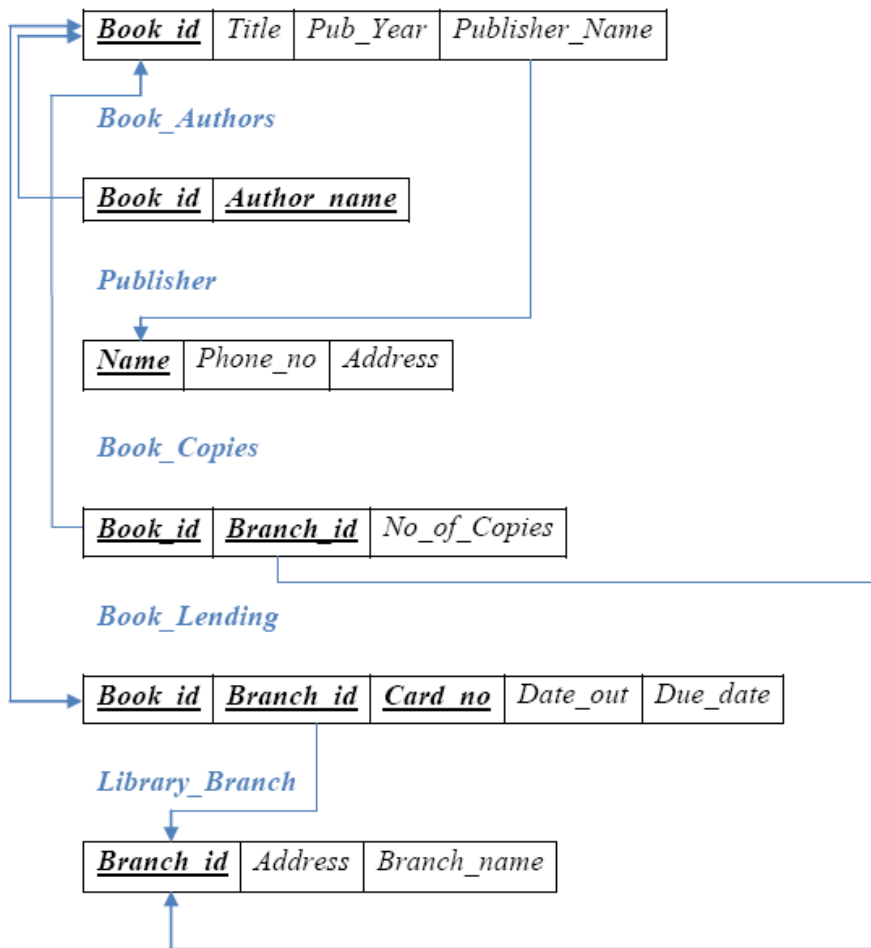 Book_id Title Pub_Year Publisher_Name
Book_Authors
Book_id Author_name
Publisher
Name Phone_no Address
Book_Copies
Book_id Branch_id No_of_Copies
Book_Lending
Book_id Branch_id Card_no Date_out Due_date
Library_Branch
Branch_id Address Branch_name